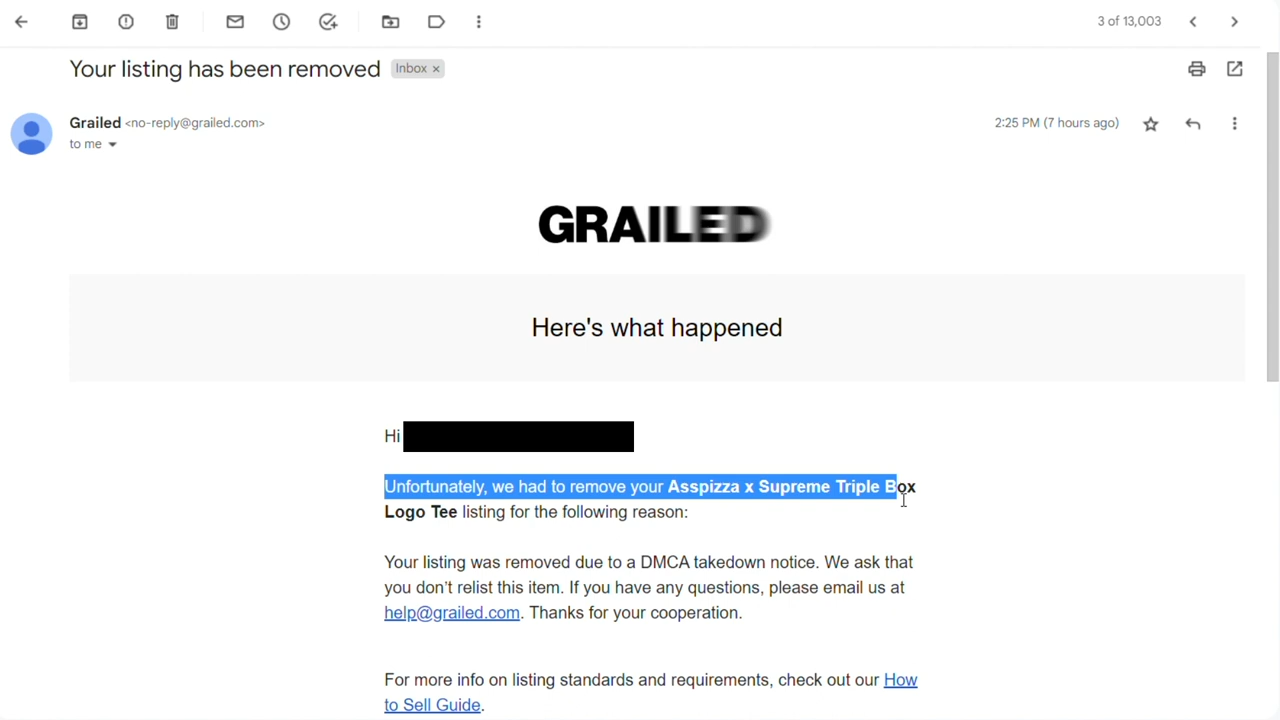 3 of 13,003
Your listing has been removed Inbox ×
Grailed <no-reply@grailed.com> 2:25 PM (7 hours ago)
to me
GRAILED
Here's what happened
Hi
Unfortunately, we had to remove your Asspizza x Supreme Triple Box
Logo Tee listing for the following reason:
Your listing was removed due to a DMCA takedown notice. We ask that
you don’t relist this item. If you have any questions, please email us at
help@grailed.com. Thanks for your cooperation.
For more info on listing standards and requirements, check out our How
to Sell Guide.